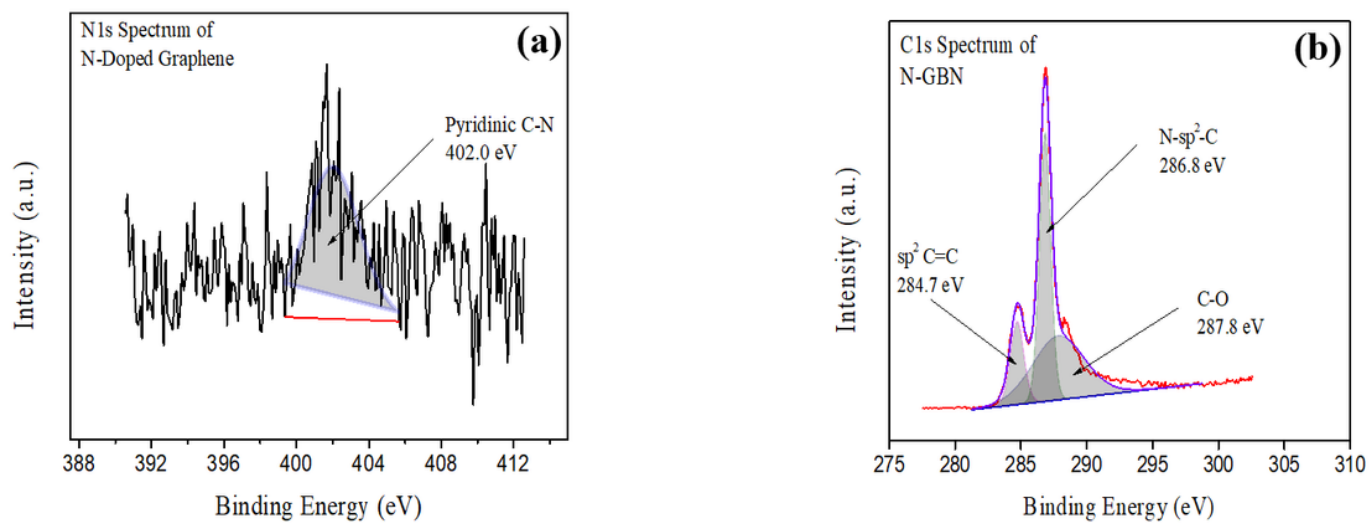 N1s Spectrum of
N-Doped Graphene
(a)
Pyridinic C-N
402.0 eV
Intensity (a.u.)
388 392 396 400 404 408 412
Binding Energy (eV)
C1s Spectrum of
N-GBN
(b)
N-sp²-C
286.8 eV
sp² C=C
284.7 eV
C-O
287.8 eV
Intensity (a.u.)
275 280 285 290 295 300 305 310
Binding Energy (eV)